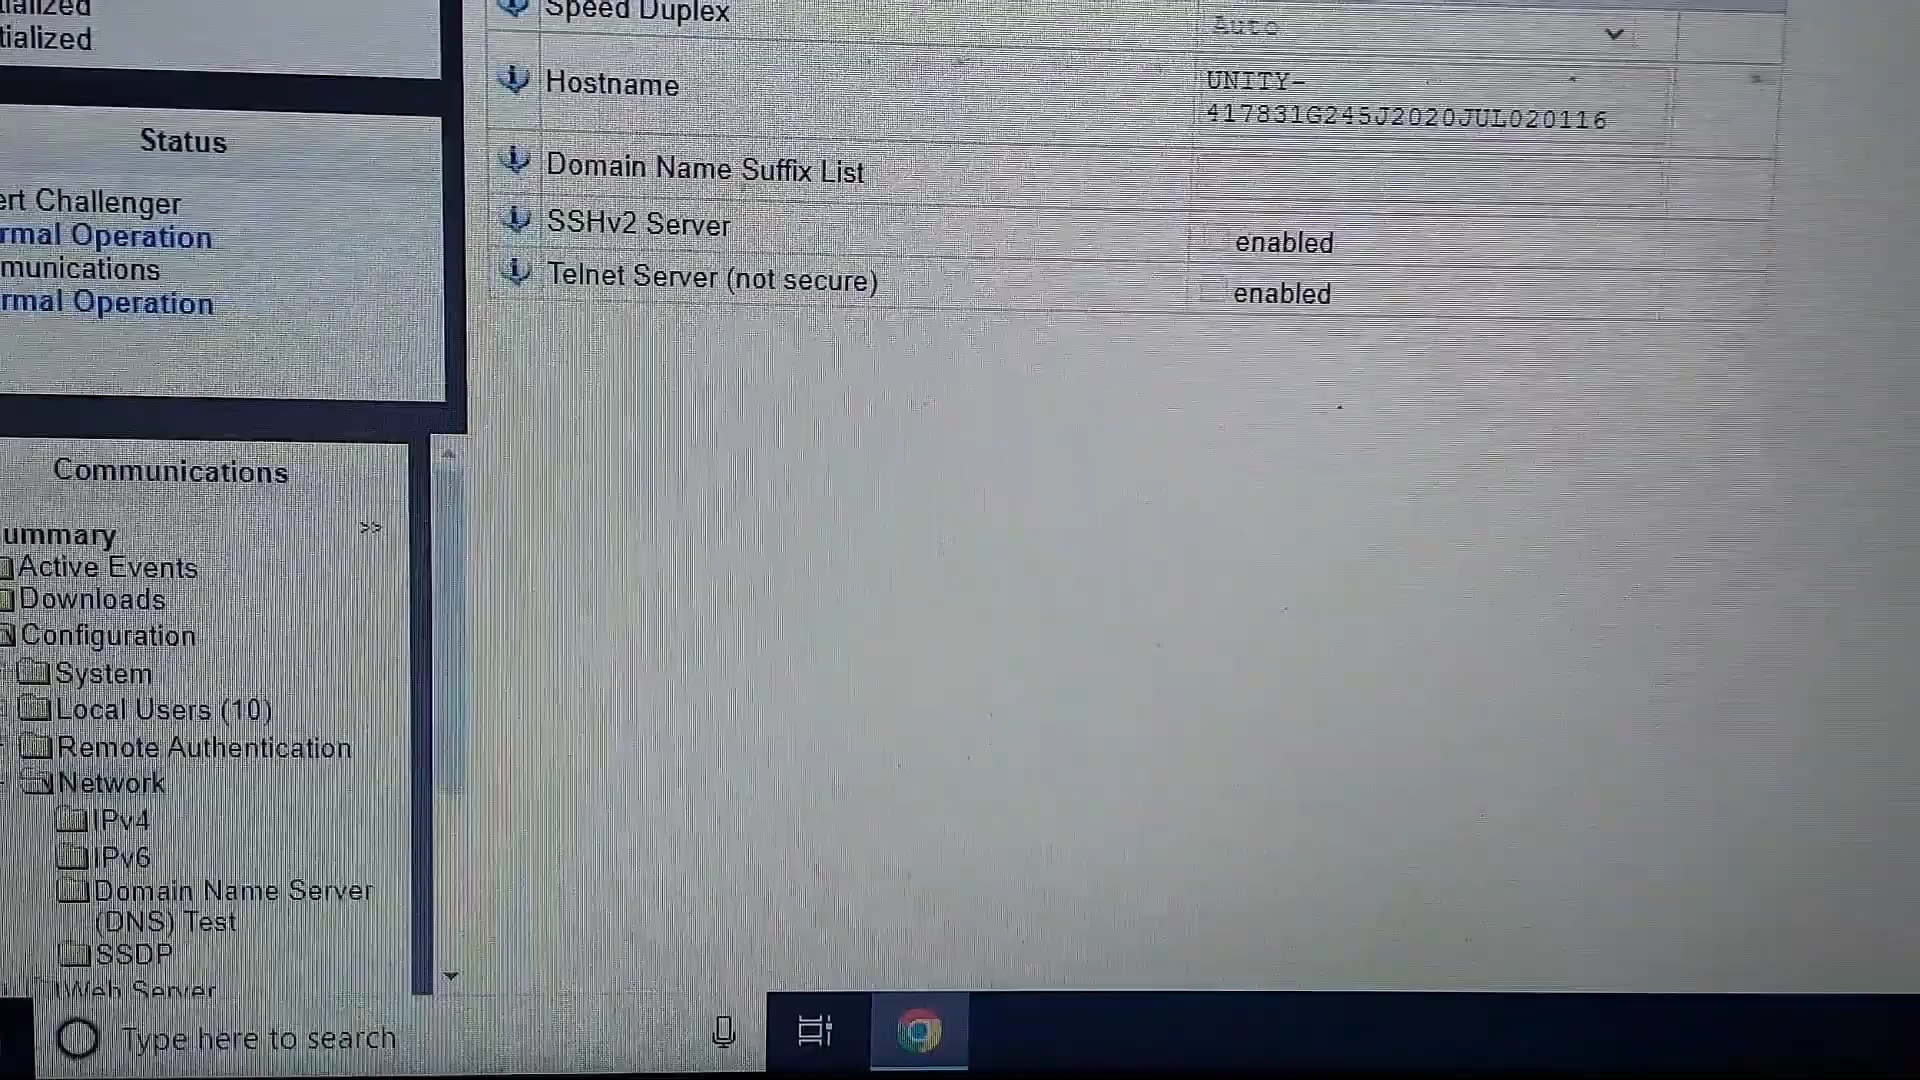 tialized
Status
ert Challenger
rmal Operation
munications
rmal Operation
Communications
ummary >>
Active Events
Downloads
Configuration
System
Local Users (10)
Remote Authentication
Network
IPv4
IPv6
Domain Name Server
(DNS) Test
SSDP
Web Server
Speed Duplex Auto
Hostname UNITY-
417831G245J2020JUL020116
Domain Name Suffix List
SSHv2 Server enabled
Telnet Server (not secure) enabled
Type here to search